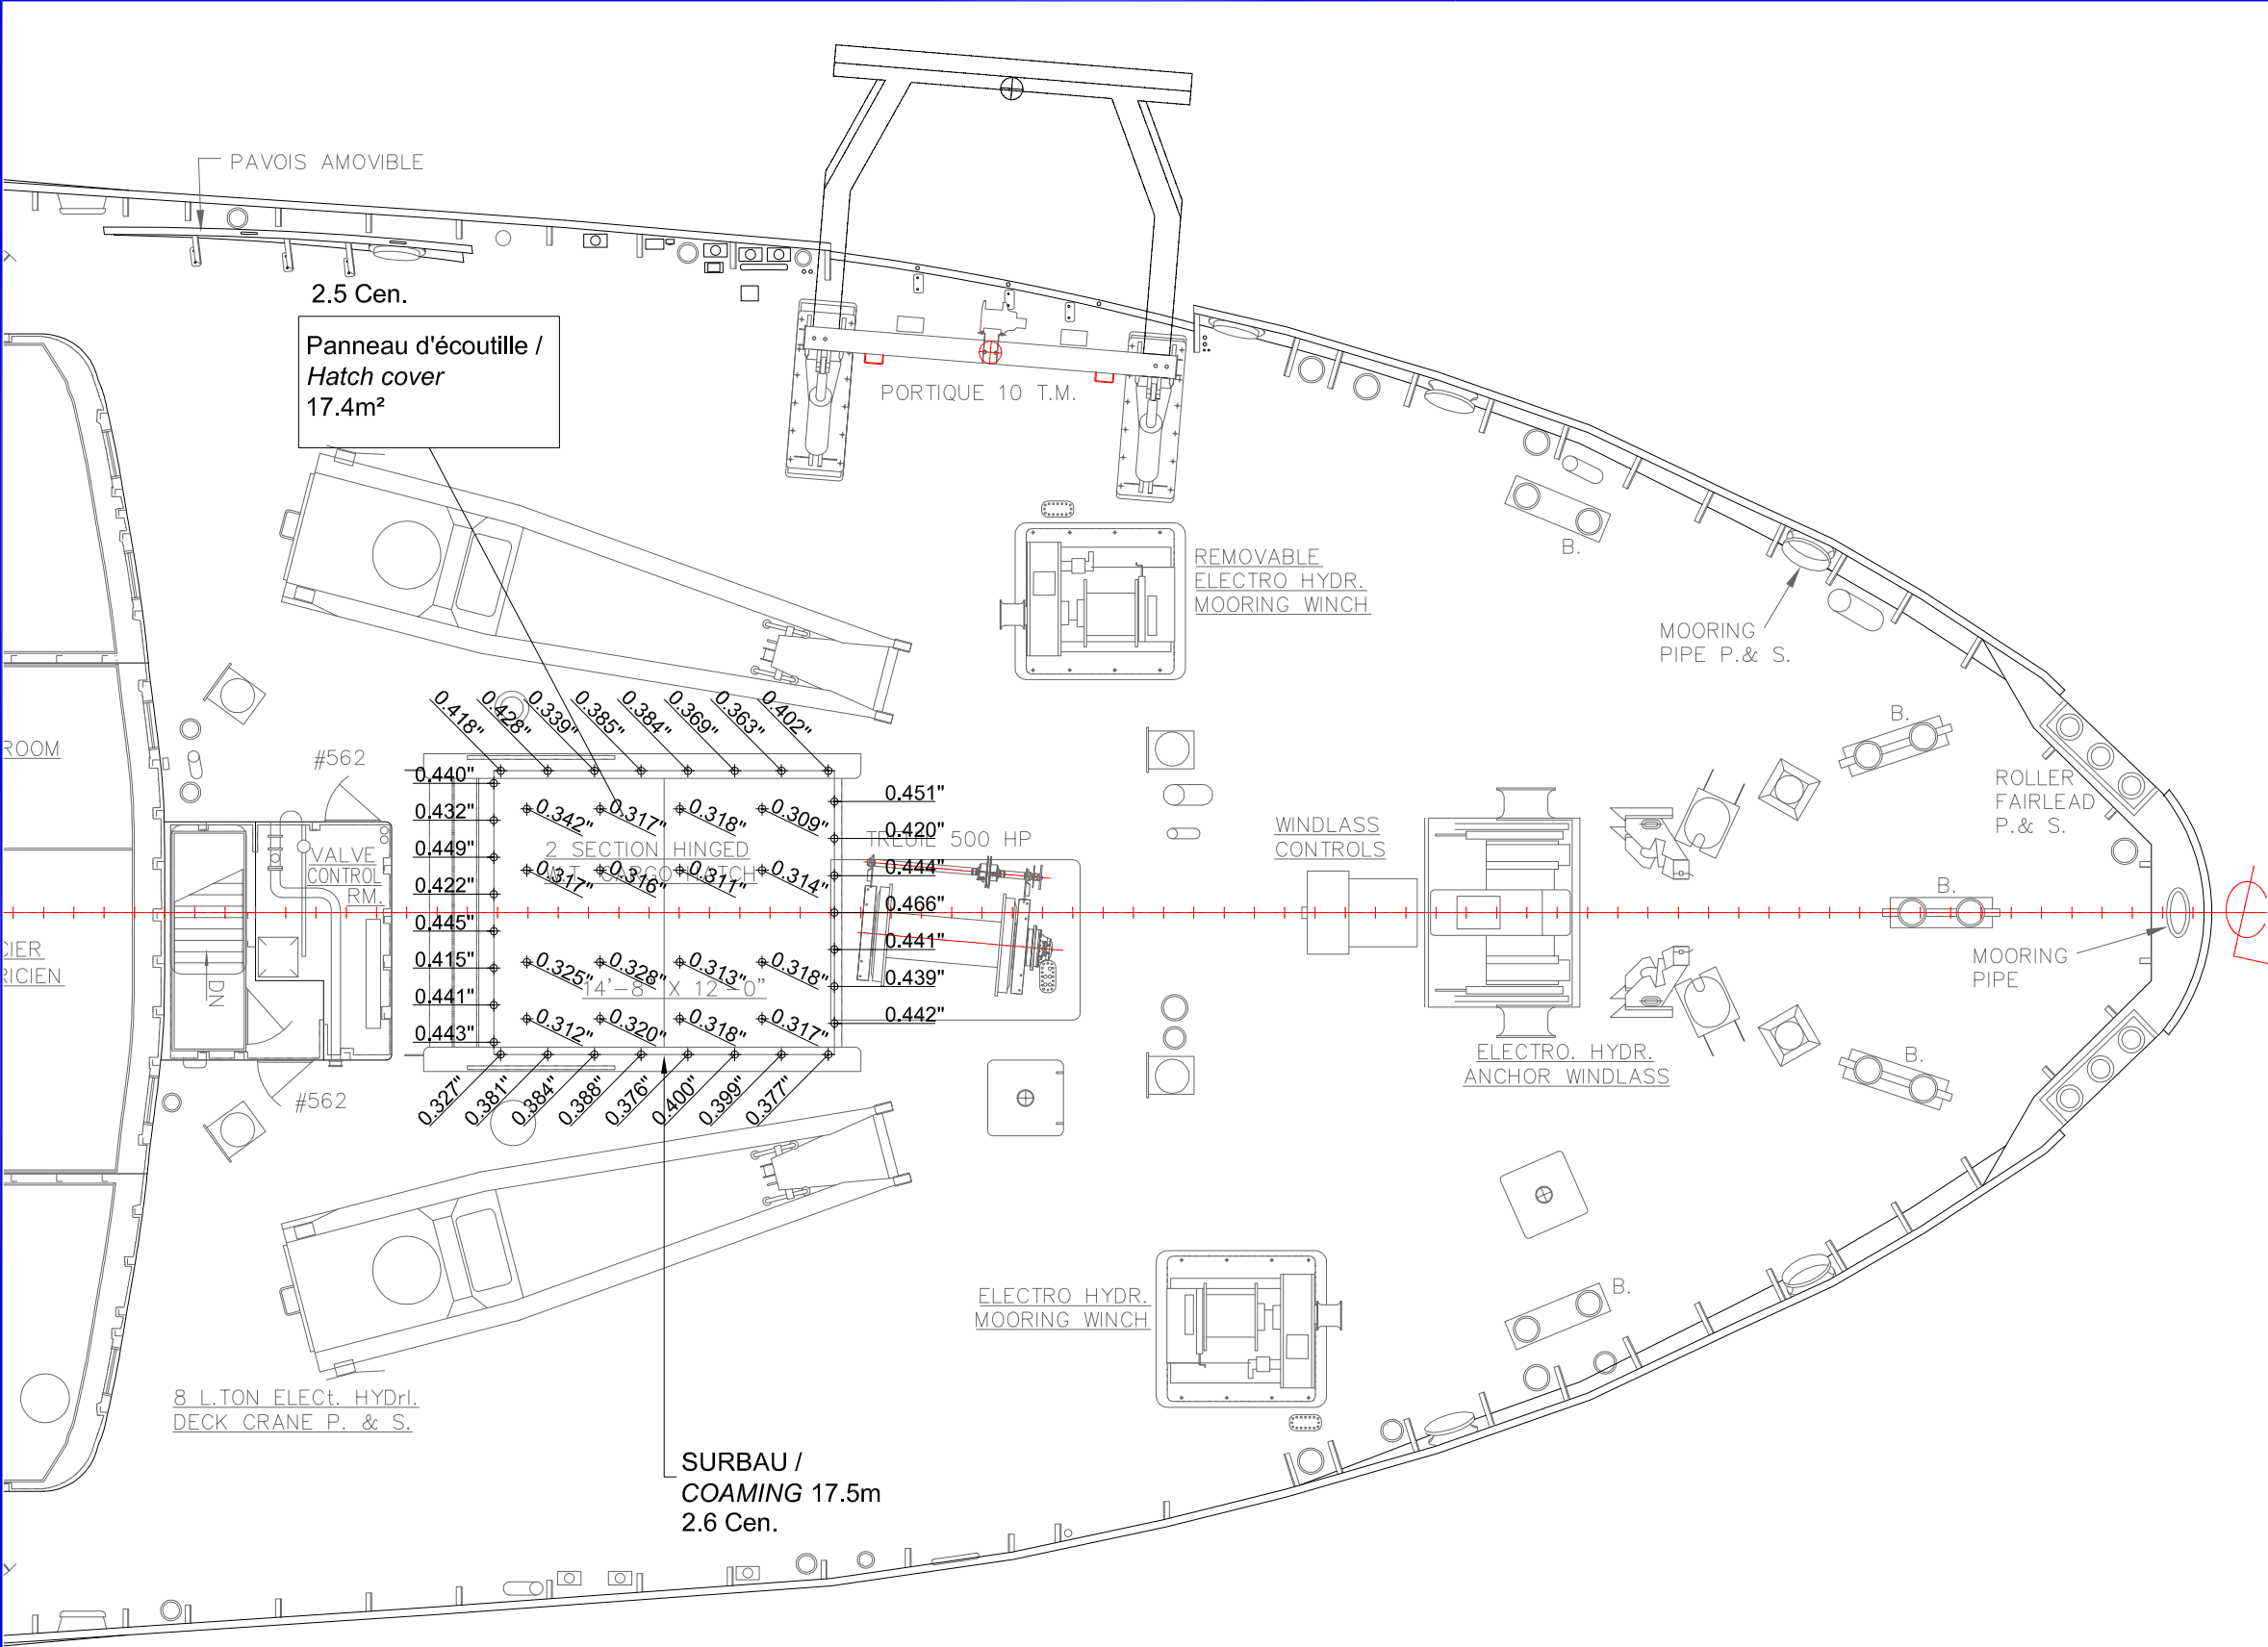 PAVOIS AMOVIBLE
2.5 Cen.
Panneau d'écoutille /
Hatch cover
17.4m²
PORTIQUE 10 T.M.
REMOVABLE
ELECTRO HYDR.
MOORING WINCH
B.
MOORING
PIPE P.& S.
B.
ROLLER
FAIRLEAD
P.& S.
ROOM
#562
0.418"
0.428"
0.339"
0.385"
0.384"
0.369"
0.363"
0.402"
0.440"
0.432"
0.449"
0.422"
0.445"
0.415"
0.441"
0.443"
0.342"
0.317"
0.318"
0.309"
2 SECTION HINGED
W.T. CARGO HATCH
0.317"
0.316"
0.311"
0.314"
0.325"
0.328"
0.313"
0.318"
14'-8" X 12'-0"
0.312"
0.320"
0.318"
0.317"
0.451"
0.420"
TREUIL 500 HP
0.444"
0.466"
0.441"
0.439"
0.442"
0.327"
0.381"
0.384"
0.388"
0.376"
0.400"
0.399"
0.377"
VALVE
CONTROL
RM.
DN
#562
CIER
RICIEN
WINDLASS
CONTROLS
B.
MOORING
PIPE
ELECTRO. HYDR.
ANCHOR WINDLASS
B.
ELECTRO HYDR.
MOORING WINCH
B.
8 L.TON ELECt. HYDrl.
DECK CRANE P. & S.
SURBAU /
COAMING 17.5m
2.6 Cen.